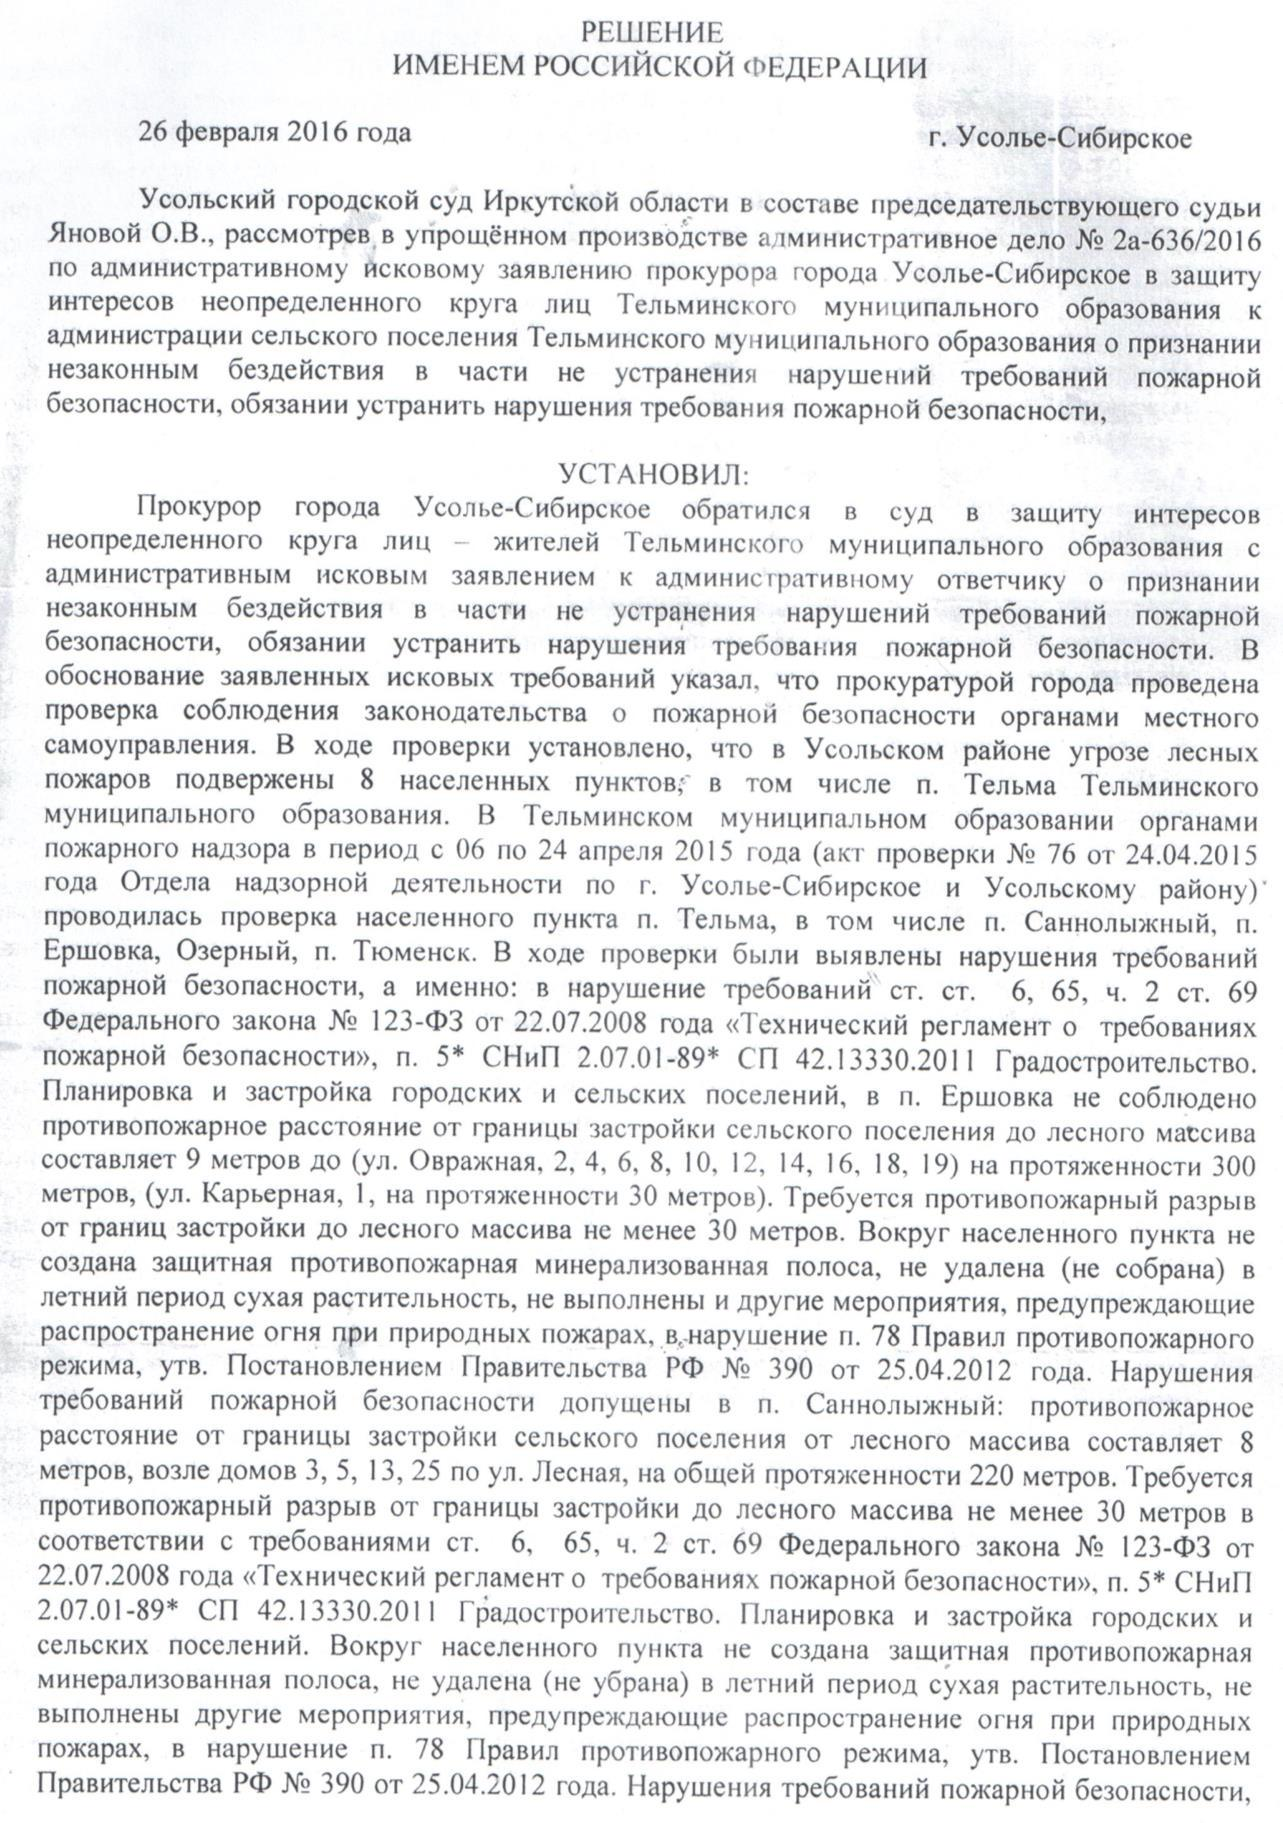 РЕШЕНИЕ
ИМЕНЕМ РОССИЙСКОЙ ФЕДЕРАЦИИ
26 февраля 2016 года г. Усолье-Сибирское
Усольский городской суд Иркутской области в составе председательствующего судьи
Яновой О.В., рассмотрев в упрощённом производстве административное дело № 2а-636/2016
по административному исковому заявлению прокурора города Усолье-Сибирское в защиту
интересов неопределенного круга лиц Тельминского муниципального образования к
администрации сельского поселения Тельминского муниципального образования о признании
незаконным бездействия в части не устранения нарушений требований пожарной
безопасности, обязании устранить нарушения требования пожарной безопасности,
УСТАНОВИЛ:
Прокурор города Усолье-Сибирское обратился в суд в защиту интересов
неопределенного круга лиц – жителей Тельминского муниципального образования с
административным исковым заявлением к административному ответчику о признании
незаконным бездействия в части не устранения нарушений требований пожарной
безопасности, обязании устранить нарушения требования пожарной безопасности. В
обоснование заявленных исковых требований указал, что прокуратурой города проведена
проверка соблюдения законодательства о пожарной безопасности органами местного
самоуправления. В ходе проверки установлено, что в Усольском районе угрозе лесных
пожаров подвержены 8 населенных пунктов, в том числе п. Тельма Тельминского
муниципального образования. В Тельминском муниципальном образовании органами
пожарного надзора в период с 06 по 24 апреля 2015 года (акт проверки № 76 от 24.04.2015
года Отдела надзорной деятельности по г. Усолье-Сибирское и Усольскому району)
проводилась проверка населенного пункта п. Тельма, в том числе п. Саннолыжный, п.
Ершовка, Озерный, п. Тюменск. В ходе проверки были выявлены нарушения требований
пожарной безопасности, а именно: в нарушение требований ст. ст. 6, 65, ч. 2 ст. 69
Федерального закона № 123-ФЗ от 22.07.2008 года «Технический регламент о требованиях
пожарной безопасности», п. 5* СНиП 2.07.01-89* СП 42.13330.2011 Градостроительство.
Планировка и застройка городских и сельских поселений, в п. Ершовка не соблюдено
противопожарное расстояние от границы застройки сельского поселения до лесного массива
составляет 9 метров до (ул. Овражная, 2, 4, 6, 8, 10, 12, 14, 16, 18, 19) на протяженности 300
метров, (ул. Карьерная, 1, на протяженности 30 метров). Требуется противопожарный разрыв
от границ застройки до лесного массива не менее 30 метров. Вокруг населенного пункта не
создана защитная противопожарная минерализованная полоса, не удалена (не собрана) в
летний период сухая растительность, не выполнены и другие мероприятия, предупреждающие
распространение огня при природных пожарах, в нарушение п. 78 Правил противопожарного
режима, утв. Постановлением Правительства РФ № 390 от 25.04.2012 года. Нарушения
требований пожарной безопасности допущены в п. Саннолыжный: противопожарное
расстояние от границы застройки сельского поселения от лесного массива составляет 8
метров, возле домов 3, 5, 13, 25 по ул. Лесная, на общей протяженности 220 метров. Требуется
противопожарный разрыв от границы застройки до лесного массива не менее 30 метров в
соответствии с требованиями ст. 6, 65, ч. 2 ст. 69 Федерального закона № 123-ФЗ от
22.07.2008 года «Технический регламент о требованиях пожарной безопасности», п. 5* СНиП
2.07.01-89* СП 42.13330.2011 Градостроительство. Планировка и застройка городских и
сельских поселений. Вокруг населенного пункта не создана защитная противопожарная
минерализованная полоса, не удалена (не убрана) в летний период сухая растительность, не
выполнены другие мероприятия, предупреждающие распространение огня при природных
пожарах, в нарушение п. 78 Правил противопожарного режима, утв. Постановлением
Правительства РФ № 390 от 25.04.2012 года. Нарушения требований пожарной безопасности,